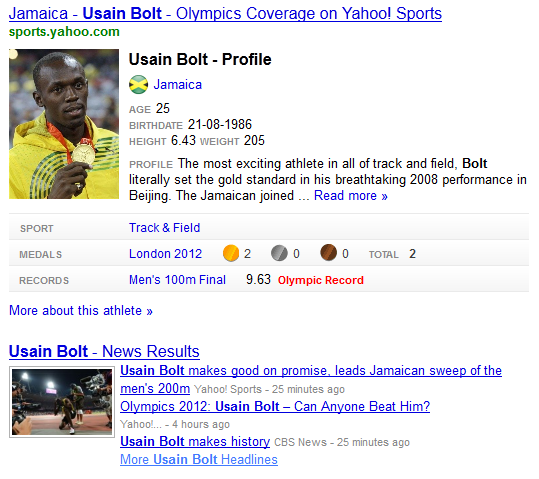 Jamaica - Usain Bolt - Olympics Coverage on Yahoo! Sports
sports.yahoo.com
Usain Bolt - Profile
Jamaica
AGE 25
BIRTHDATE 21-08-1986
HEIGHT 6.43 WEIGHT 205
PROFILE The most exciting athlete in all of track and field, Bolt
literally set the gold standard in his breathtaking 2008 performance in
Beijing. The Jamaican joined ... Read more »
SPORT Track & Field
MEDALS London 2012 2 0 0 TOTAL 2
RECORDS Men's 100m Final 9.63 Olympic Record
More about this athlete »
Usain Bolt - News Results
Usain Bolt makes good on promise, leads Jamaican sweep of the
men's 200m Yahoo! Sports - 25 minutes ago
Olympics 2012: Usain Bolt – Can Anyone Beat Him?
Yahoo!... - 4 hours ago
Usain Bolt makes history CBS News - 25 minutes ago
More Usain Bolt Headlines